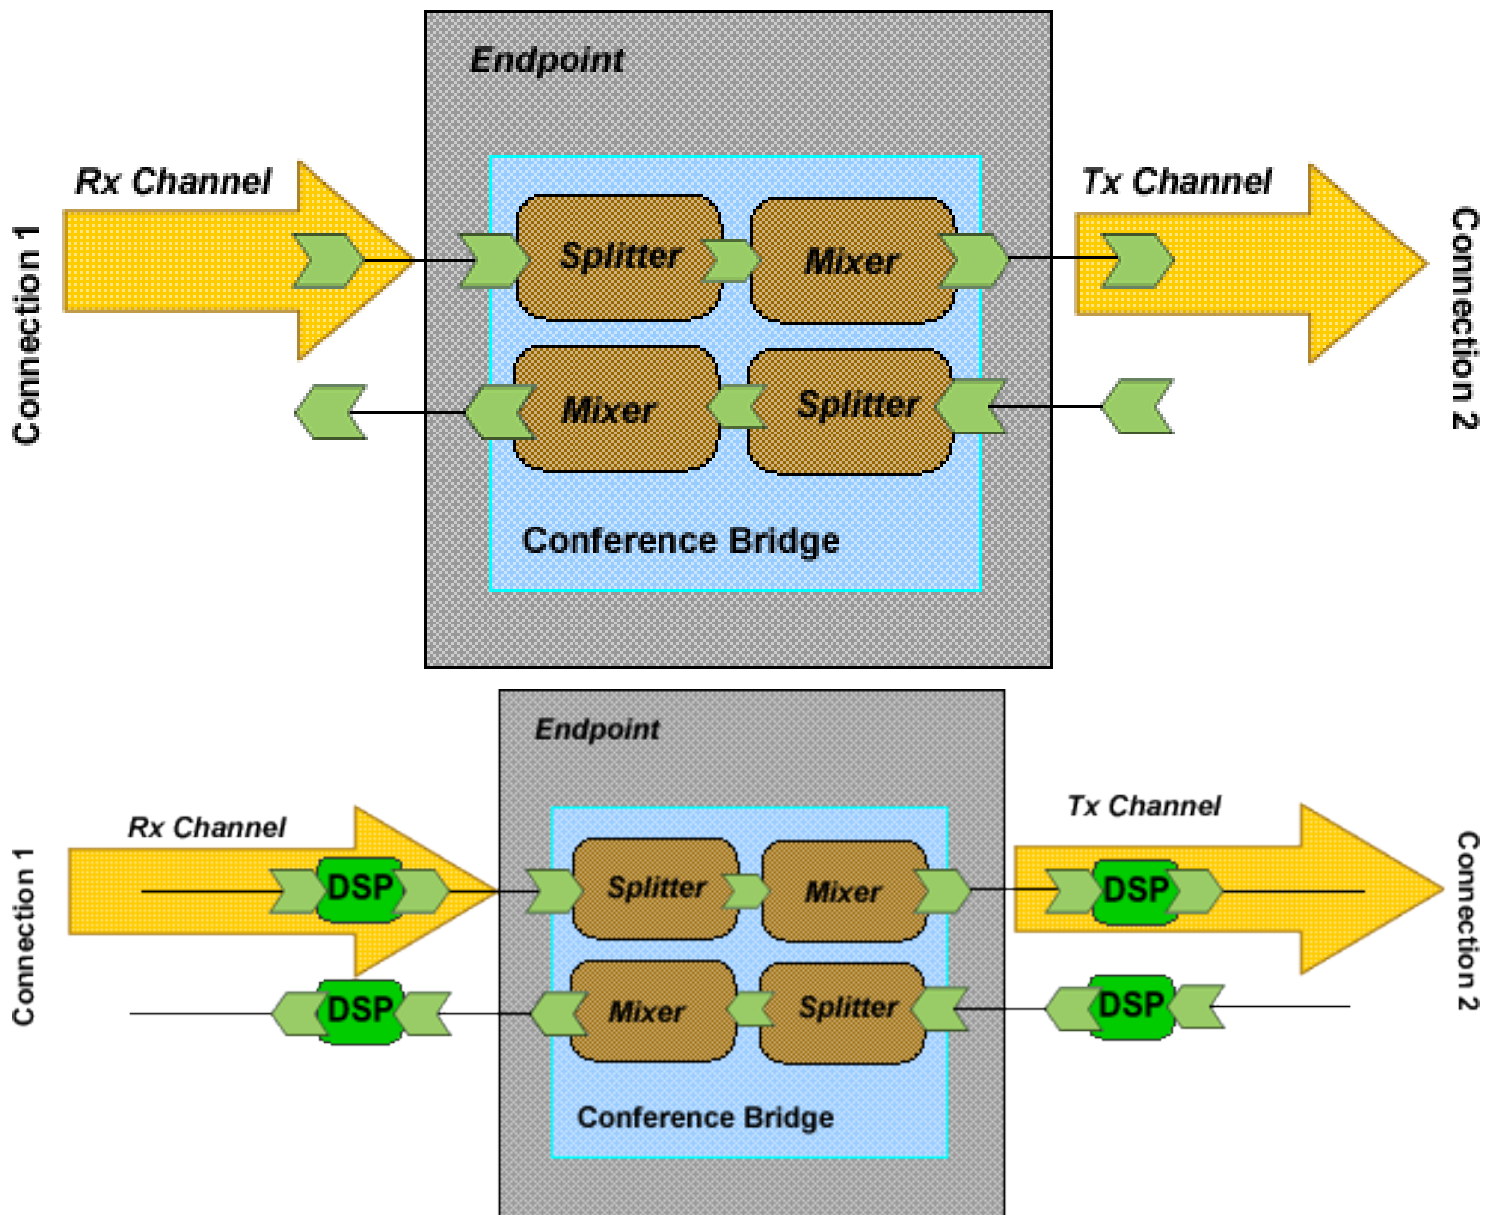 Endpoint
Rx Channel
Tx Channel
Connection 1
Connection 2
Splitter
Mixer
Mixer
Splitter
Conference Bridge
Endpoint
Rx Channel
Tx Channel
Connection 1
Connection 2
DSP
Splitter
Mixer
DSP
DSP
Mixer
Splitter
DSP
Conference Bridge